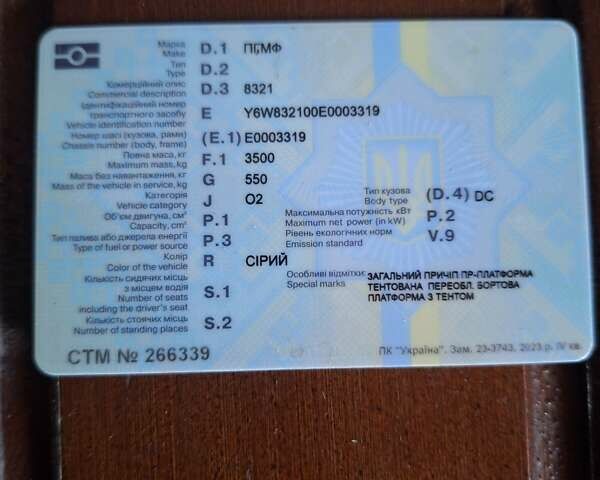 Марка
Make D.1 ПГМФ
Тип
Type D.2
Комерційний опис
Commercial description D.3 8321
Ідентифікаційний номер
транспортного засобу
Vehicle identification number E Y6W832100E0003319
Номер шасі (кузова, рами)
Chassis number (body, frame) (E.1) E0003319
Повна маса, кг
Maximum mass, kg F.1 3500
Маса без навантаження, кг
Mass of the vehicle in service, kg G 550
Категорія
Vehicle category J О2
Тип кузова
Body type (D.4) DC
Об'єм двигуна, см³
Capacity, cm³ P.1
Максимальна потужність кВт
Maximum net power (in kW) P.2
Тип палива або джерела енергії
Type of fuel or power source P.3
Рівень екологічних норм
Emission standard V.9
Колір
Color of the vehicle R СІРИЙ
Кількість сидячих місць
з місцем водія
Number of seats
including the driver's seat S.1
Особливі відмітки:
Special marks
ЗАГАЛЬНИЙ ПРИЧІП ПР-ПЛАТФОРМА
ТЕНТОВАНА ПЕРЕОБЛ. БОРТОВА
ПЛАТФОРМА З ТЕНТОМ
Кількість стоячих місць
Number of standing places S.2
СТМ № 266339
ПК "Україна". Зам. 23-3743, 2023 р. IV кв.